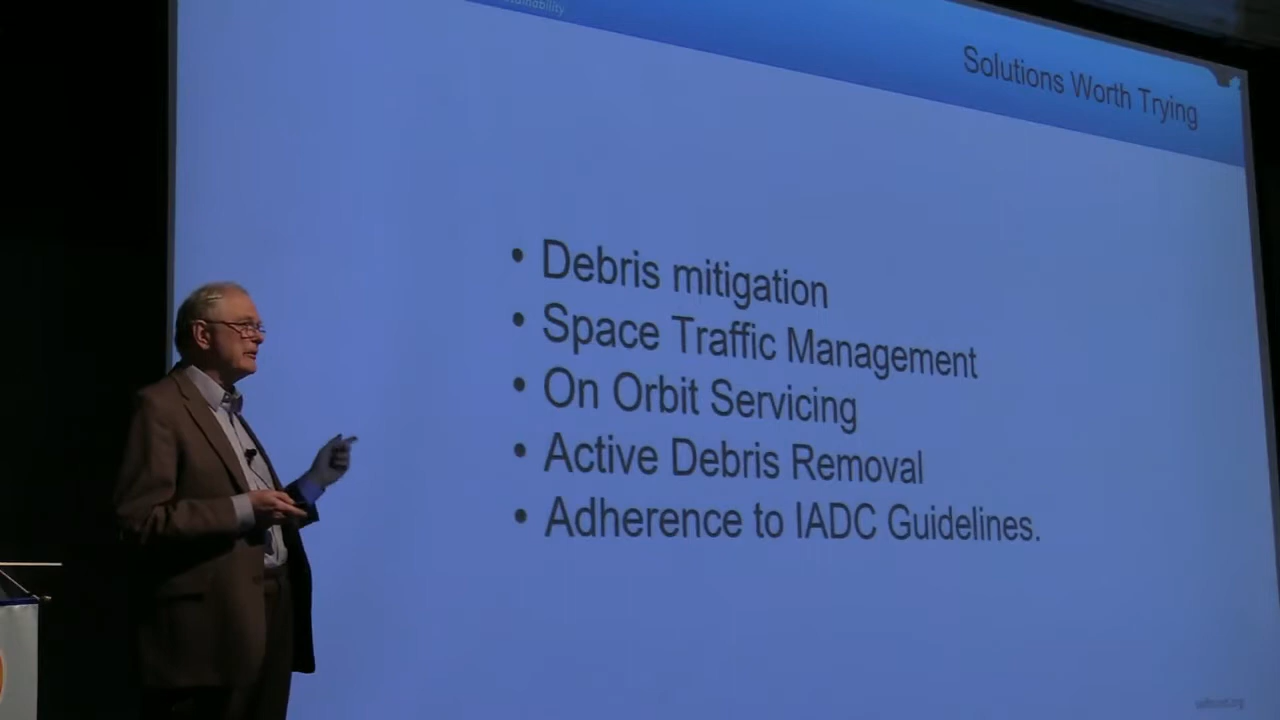 Solutions Worth Trying
• Debris mitigation
• Space Traffic Management
• On Orbit Servicing
• Active Debris Removal
• Adherence to IADC Guidelines.